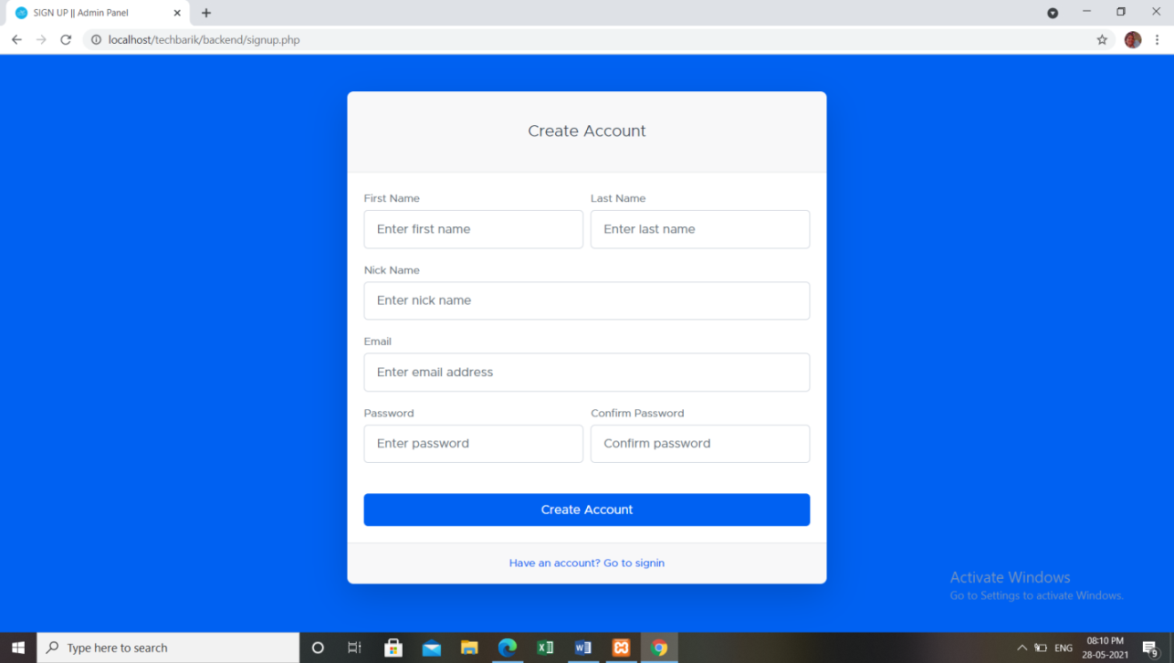 SIGN UP || Admin Panel
localhost/techbarik/backend/signup.php
Create Account
First Name
Last Name
Enter first name
Enter last name
Nick Name
Enter nick name
Email
Enter email address
Password
Confirm Password
Enter password
Confirm password
Create Account
Have an account? Go to signin
Activate Windows
Go to Settings to activate Windows.
Type here to search
ENG
08:10 PM
28-05-2021
9